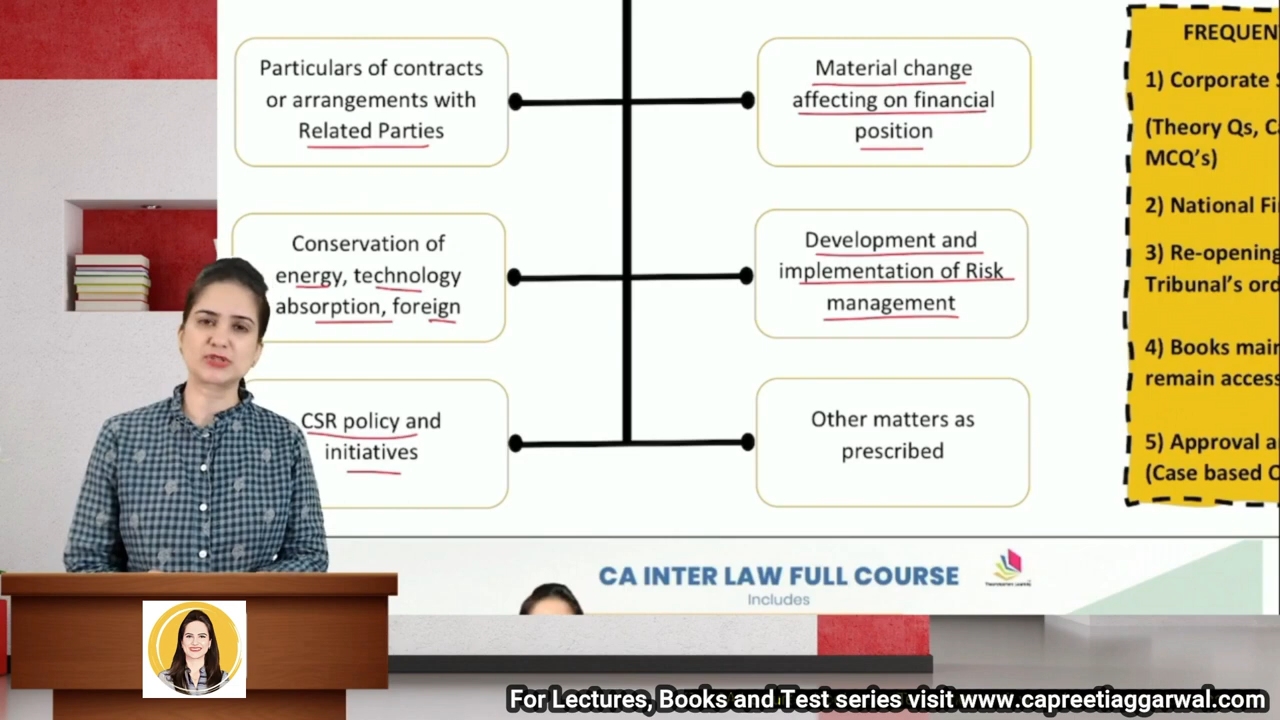 Particulars of contracts
or arrangements with
Related Parties
Material change
affecting on financial
position
Conservation of
energy, technology
absorption, foreign
Development and
implementation of Risk
management
CSR policy and
initiatives
Other matters as
prescribed
FREQUEN
1) Corporate S
(Theory Qs, C
MCQ's)
2) National Fi
3) Re-opening
Tribunal's ord
4) Books main
remain access
5) Approval a
(Case based
CA INTER LAW FULL COURSE
Includes
For Lectures, Books and Test series visit www.capreetiaggarwal.com